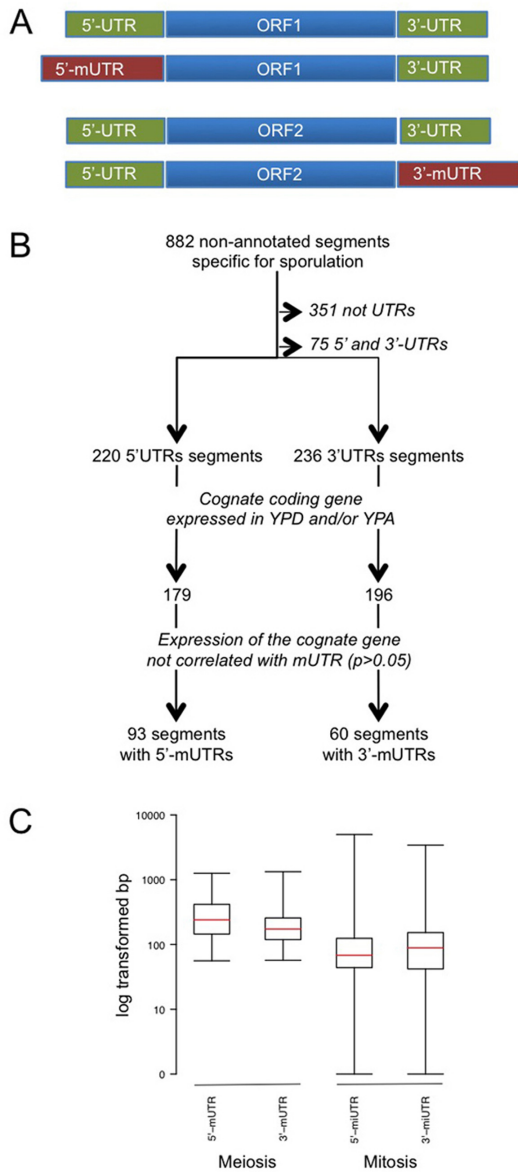 A
5'-UTR ORF1 3'-UTR
5'-mUTR ORF1 3'-UTR
5'-UTR ORF2 3'-UTR
5'-UTR ORF2 3'-mUTR
B
882 non-annotated segments
specific for sporulation
351 not UTRs
75 5' and 3'-UTRs
220 5'UTRs segments 236 3'UTRs segments
Cognate coding gene
expressed in YPD and/or YPA
179 196
Expression of the cognate gene
not correlated with mUTR (p>0.05)
93 segments 60 segments
with 5'-mUTRs with 3'-mUTRs
C
log transformed bp
10000
1000
100
10
0
5'–mUTR 3'–mUTR 5'–miUTR 3'–miUTR
Meiosis Mitosis